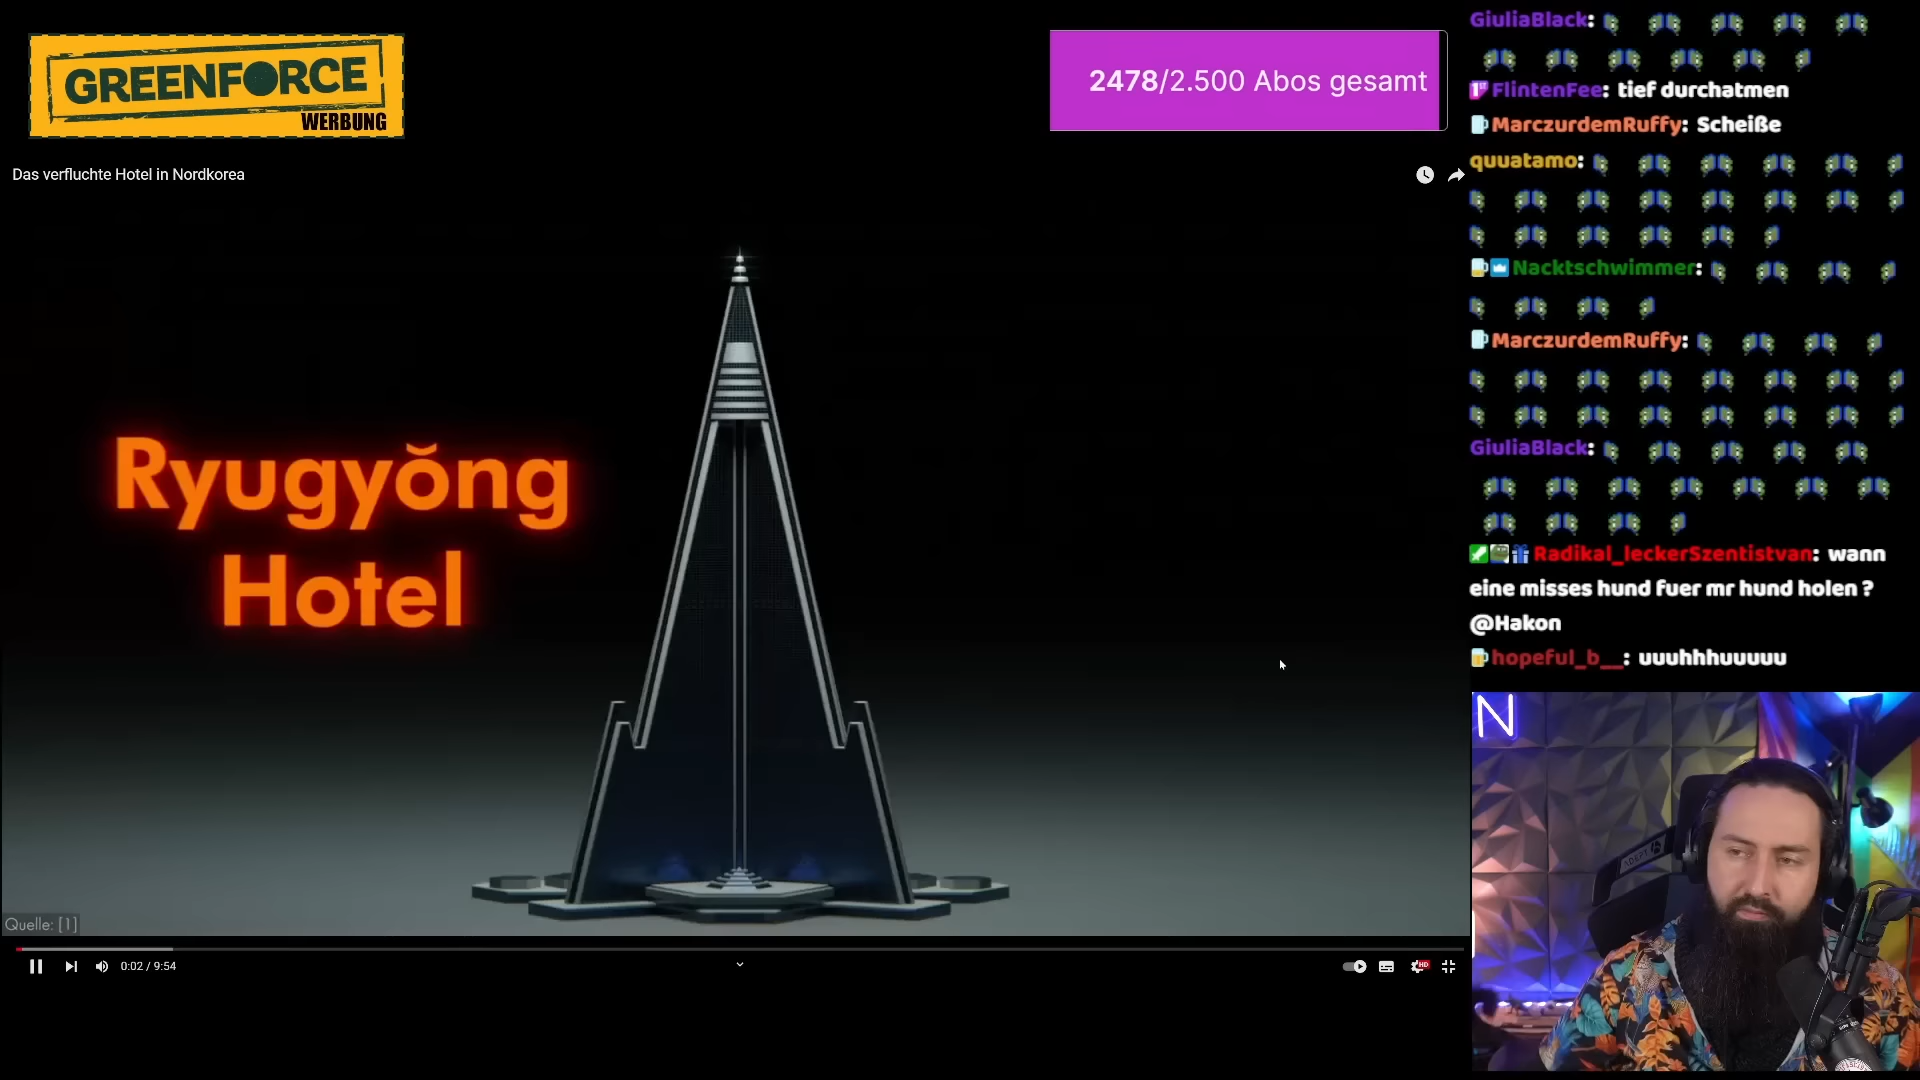 GREENFORCE
WERBUNG
2478/2.500 Abos gesamt
Das verfluchte Hotel in Nordkorea
Ryugyŏng
Hotel
Quelle: [1]
0:02 / 9:54
HD
GiuliaBlack:
FlintenFee: tief durchatmen
MarczurdemRuffy: Scheiße
quuatamo:
Nacktschwimmer:
MarczurdemRuffy:
GiuliaBlack:
Radikal_leckerSzentistvan: wann
eine misses hund fuer mr hund holen ?
@Hakon
hopeful_b__: uuuhhhuuuuu
N